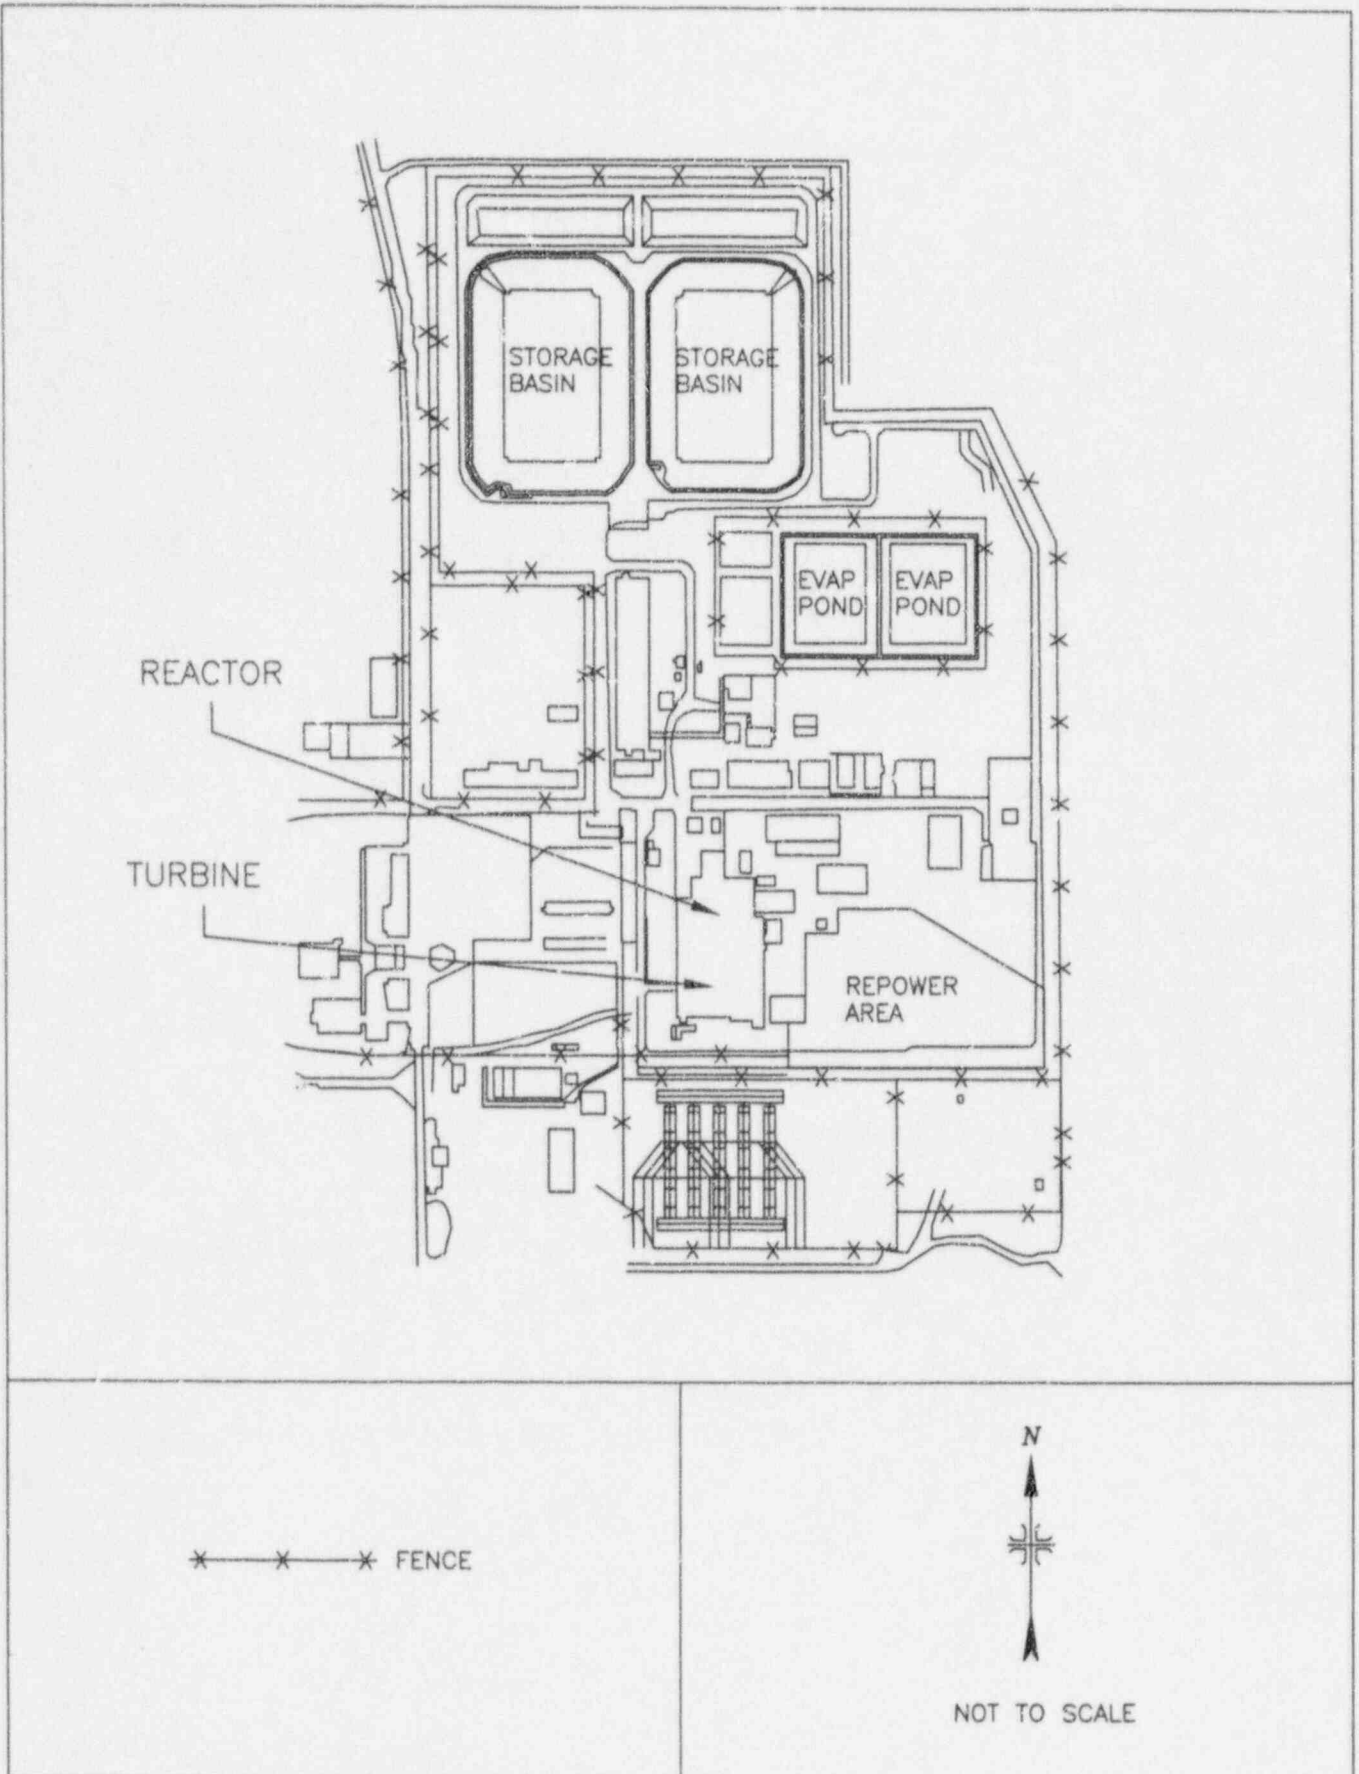 STORAGE
BASIN
STORAGE
BASIN
EVAP
POND
EVAP
POND
REACTOR
TURBINE
REPOWER
AREA
FENCE
N
NOT TO SCALE